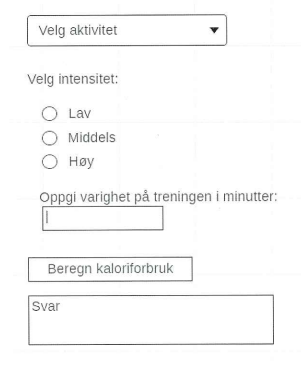 Velg aktivitet
Velg intensitet:
Lav
Middels
Høy
Oppgi varighet på treningen i minutter:
Beregn kaloriforbruk
Svar